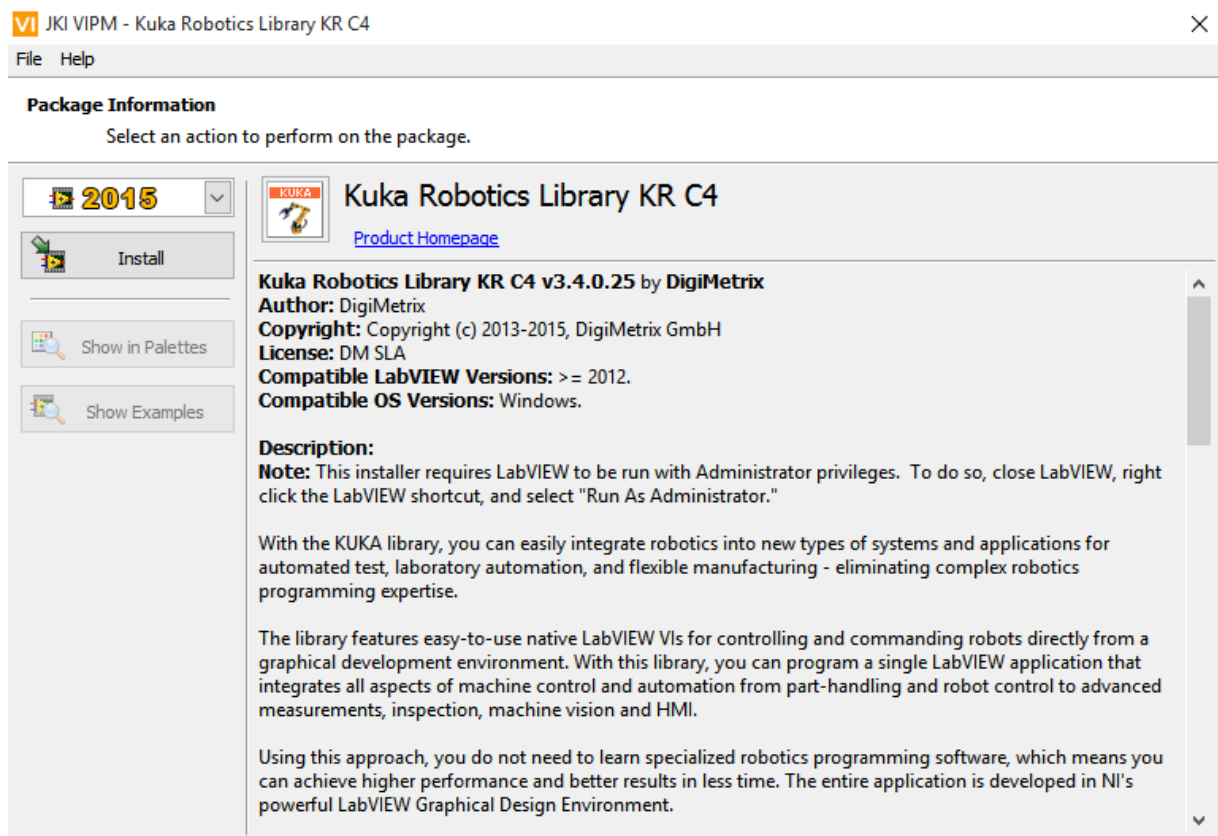 VI JKI VIPM - Kuka Robotics Library KR C4
File Help
Package Information
Select an action to perform on the package.
2015
Install
Show in Palettes
Show Examples
KUKA
Kuka Robotics Library KR C4
Product Homepage
Kuka Robotics Library KR C4 v3.4.0.25 by DigiMetrix
Author: DigiMetrix
Copyright: Copyright (c) 2013-2015, DigiMetrix GmbH
License: DM SLA
Compatible LabVIEW Versions: >= 2012.
Compatible OS Versions: Windows.
Description:
Note: This installer requires LabVIEW to be run with Administrator privileges.  To do so, close LabVIEW, right
click the LabVIEW shortcut, and select "Run As Administrator."
With the KUKA library, you can easily integrate robotics into new types of systems and applications for
automated test, laboratory automation, and flexible manufacturing - eliminating complex robotics
programming expertise.
The library features easy-to-use native LabVIEW VIs for controlling and commanding robots directly from a
graphical development environment. With this library, you can program a single LabVIEW application that
integrates all aspects of machine control and automation from part-handling and robot control to advanced
measurements, inspection, machine vision and HMI.
Using this approach, you do not need to learn specialized robotics programming software, which means you
can achieve higher performance and better results in less time. The entire application is developed in NI's
powerful LabVIEW Graphical Design Environment.